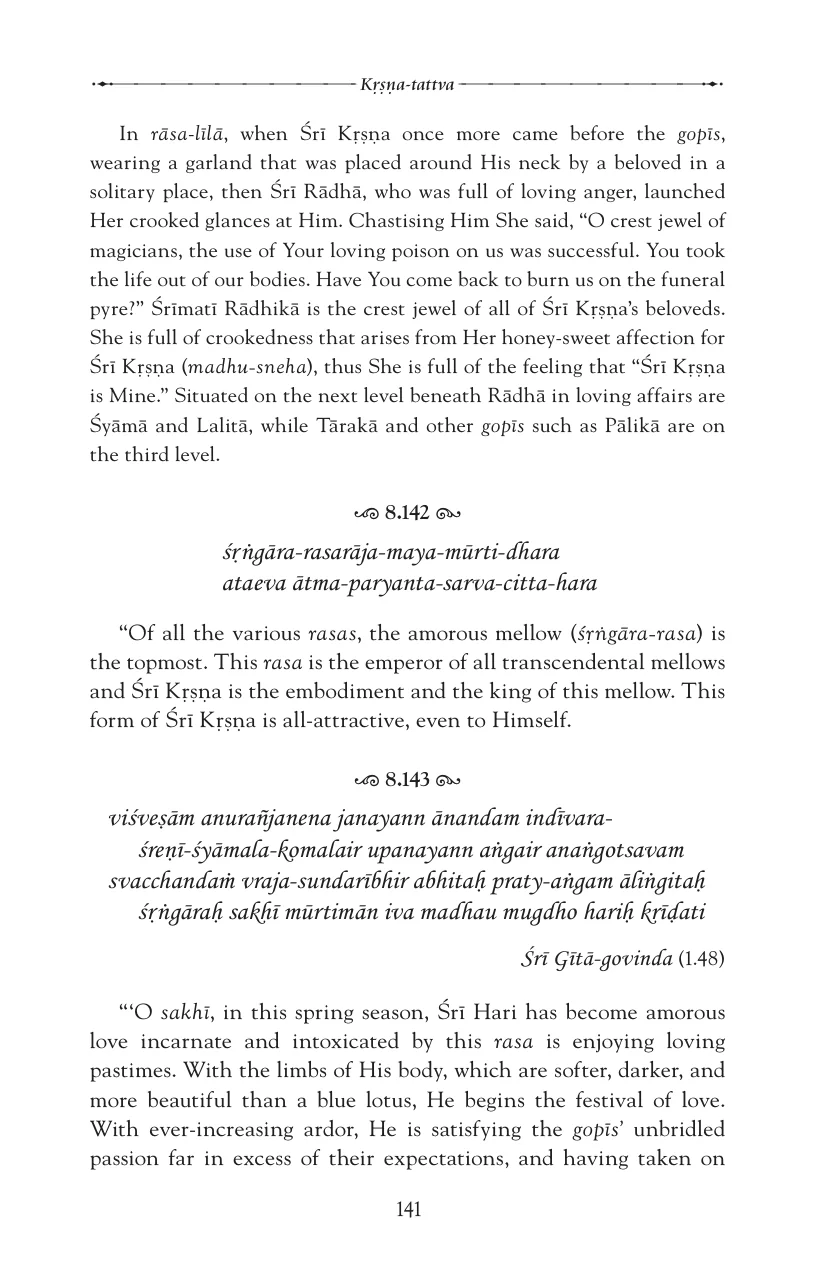 Kṛṣṇa-tattva
In rāsa-līlā, when Śrī Kṛṣṇa once more came before the gopīs,
wearing a garland that was placed around His neck by a beloved in a
solitary place, then Śrī Rādhā, who was full of loving anger, launched
Her crooked glances at Him. Chastising Him She said, “O crest jewel of
magicians, the use of Your loving poison on us was successful. You took
the life out of our bodies. Have You come back to burn us on the funeral
pyre?” Śrīmatī Rādhikā is the crest jewel of all of Śrī Kṛṣṇa’s beloveds.
She is full of crookedness that arises from Her honey-sweet affection for
Śrī Kṛṣṇa (madhu-sneha), thus She is full of the feeling that “Śrī Kṛṣṇa
is Mine.” Situated on the next level beneath Rādhā in loving affairs are
Śyāmā and Lalitā, while Tārakā and other gopīs such as Pālikā are on
the third level.
8.142
śṛṅgāra-rasarāja-maya-mūrti-dhara
ataeva ātma-paryanta-sarva-citta-hara
“Of all the various rasas, the amorous mellow (śṛṅgāra-rasa) is
the topmost. This rasa is the emperor of all transcendental mellows
and Śrī Kṛṣṇa is the embodiment and the king of this mellow. This
form of Śrī Kṛṣṇa is all-attractive, even to Himself.
8.143
viśveṣām anurañjanena janayann ānandam indīvara-
śreṇī-śyāmala-komalair upanayann aṅgair anaṅgotsavam
svacchandaṁ vraja-sundarībhir abhitaḥ praty-aṅgam āliṅgitaḥ
śṛṅgāraḥ sakhī mūrtimān iva madhau mugdho hariḥ krīḍati
Śrī Gītā-govinda (1.48)
“‘O sakhī, in this spring season, Śrī Hari has become amorous
love incarnate and intoxicated by this rasa is enjoying loving
pastimes. With the limbs of His body, which are softer, darker, and
more beautiful than a blue lotus, He begins the festival of love.
With ever-increasing ardor, He is satisfying the gopīs’ unbridled
passion far in excess of their expectations, and having taken on
141